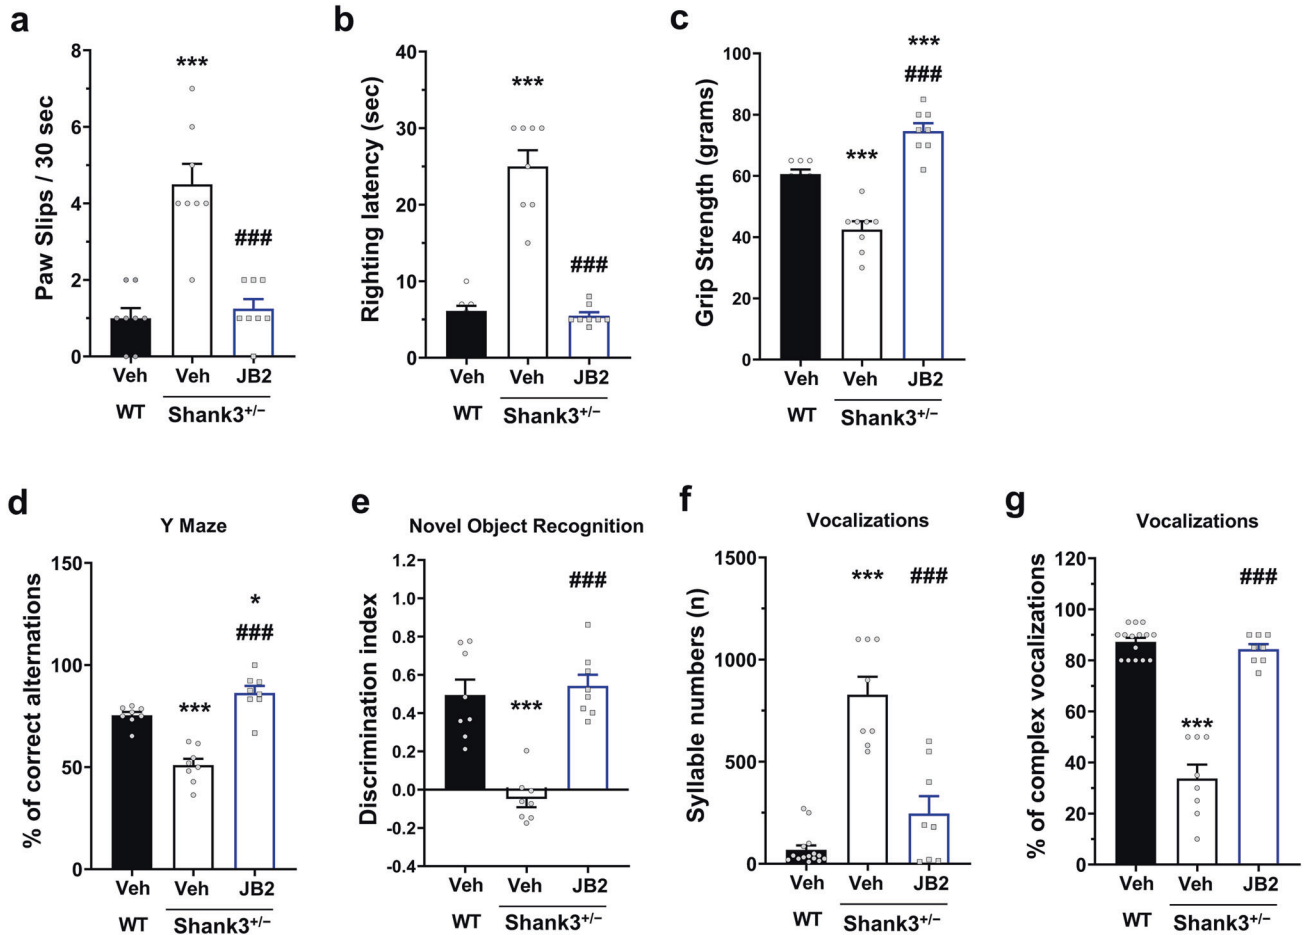 a
Paw Slips / 30 sec
8
6
4
2
0
***
###
Veh Veh JB2
WT Shank3+/−
b
Righting latency (sec)
40
30
20
10
0
***
###
Veh Veh JB2
WT Shank3+/−
c
Grip Strength (grams)
100
80
60
40
20
0
***
***
###
Veh Veh JB2
WT Shank3+/−
d
Y Maze
% of correct alternations
150
100
50
0
***
*
###
Veh Veh JB2
WT Shank3+/−
e
Novel Object Recognition
Discrimination index
1.2
1.0
0.8
0.6
0.4
0.2
0.0
-0.2
-0.4
***
###
Veh Veh JB2
WT Shank3+/−
f
Vocalizations
Syllable numbers (n)
1500
1000
500
0
***
###
Veh Veh JB2
WT Shank3+/−
g
Vocalizations
% of complex vocalizations
120
100
80
60
40
20
0
***
###
Veh Veh JB2
WT Shank3+/−